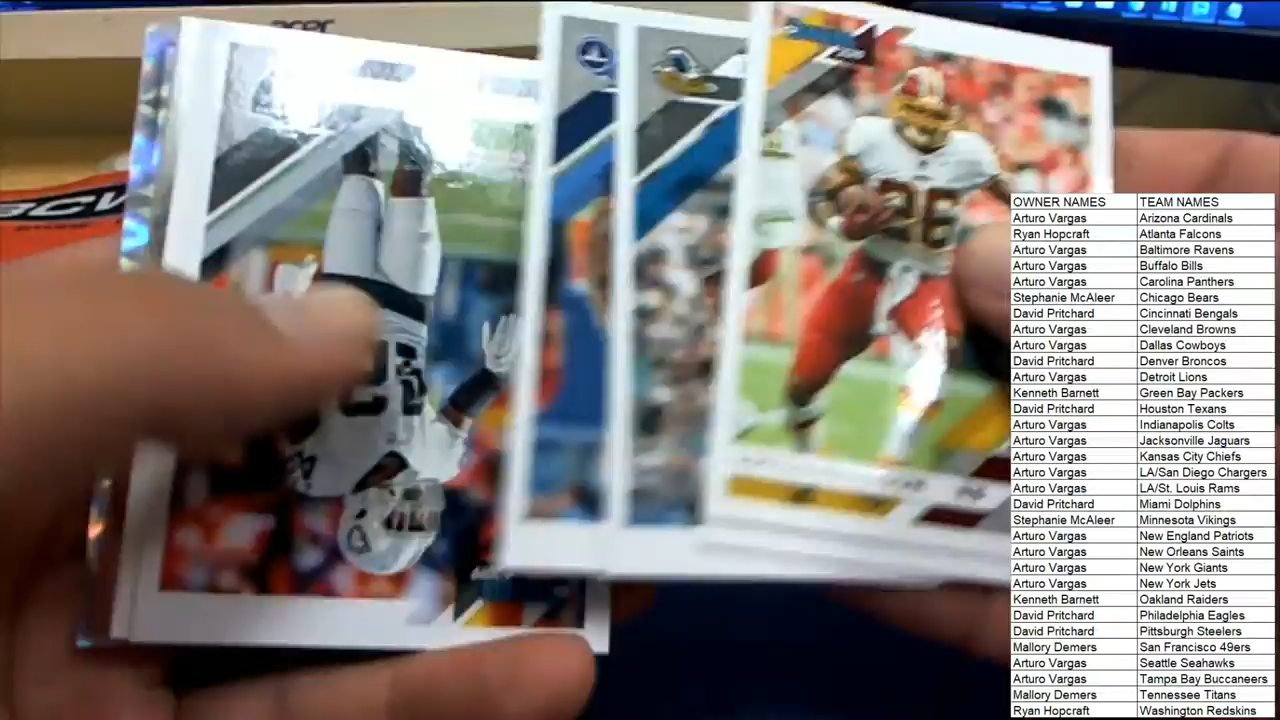 acer
BCW
26
OWNER NAMES TEAM NAMES
Arturo Vargas Arizona Cardinals
Ryan Hopcraft Atlanta Falcons
Arturo Vargas Baltimore Ravens
Arturo Vargas Buffalo Bills
Arturo Vargas Carolina Panthers
Stephanie McAleer Chicago Bears
David Pritchard Cincinnati Bengals
Arturo Vargas Cleveland Browns
Arturo Vargas Dallas Cowboys
David Pritchard Denver Broncos
Arturo Vargas Detroit Lions
Kenneth Barnett Green Bay Packers
David Pritchard Houston Texans
Arturo Vargas Indianapolis Colts
Arturo Vargas Jacksonville Jaguars
Arturo Vargas Kansas City Chiefs
Arturo Vargas LA/San Diego Chargers
Arturo Vargas LA/St. Louis Rams
David Pritchard Miami Dolphins
Stephanie McAleer Minnesota Vikings
Arturo Vargas New England Patriots
Arturo Vargas New Orleans Saints
Arturo Vargas New York Giants
Arturo Vargas New York Jets
Kenneth Barnett Oakland Raiders
David Pritchard Philadelphia Eagles
David Pritchard Pittsburgh Steelers
Mallory Demers San Francisco 49ers
Arturo Vargas Seattle Seahawks
Arturo Vargas Tampa Bay Buccaneers
Mallory Demers Tennessee Titans
Ryan Hopcraft Washington Redskins